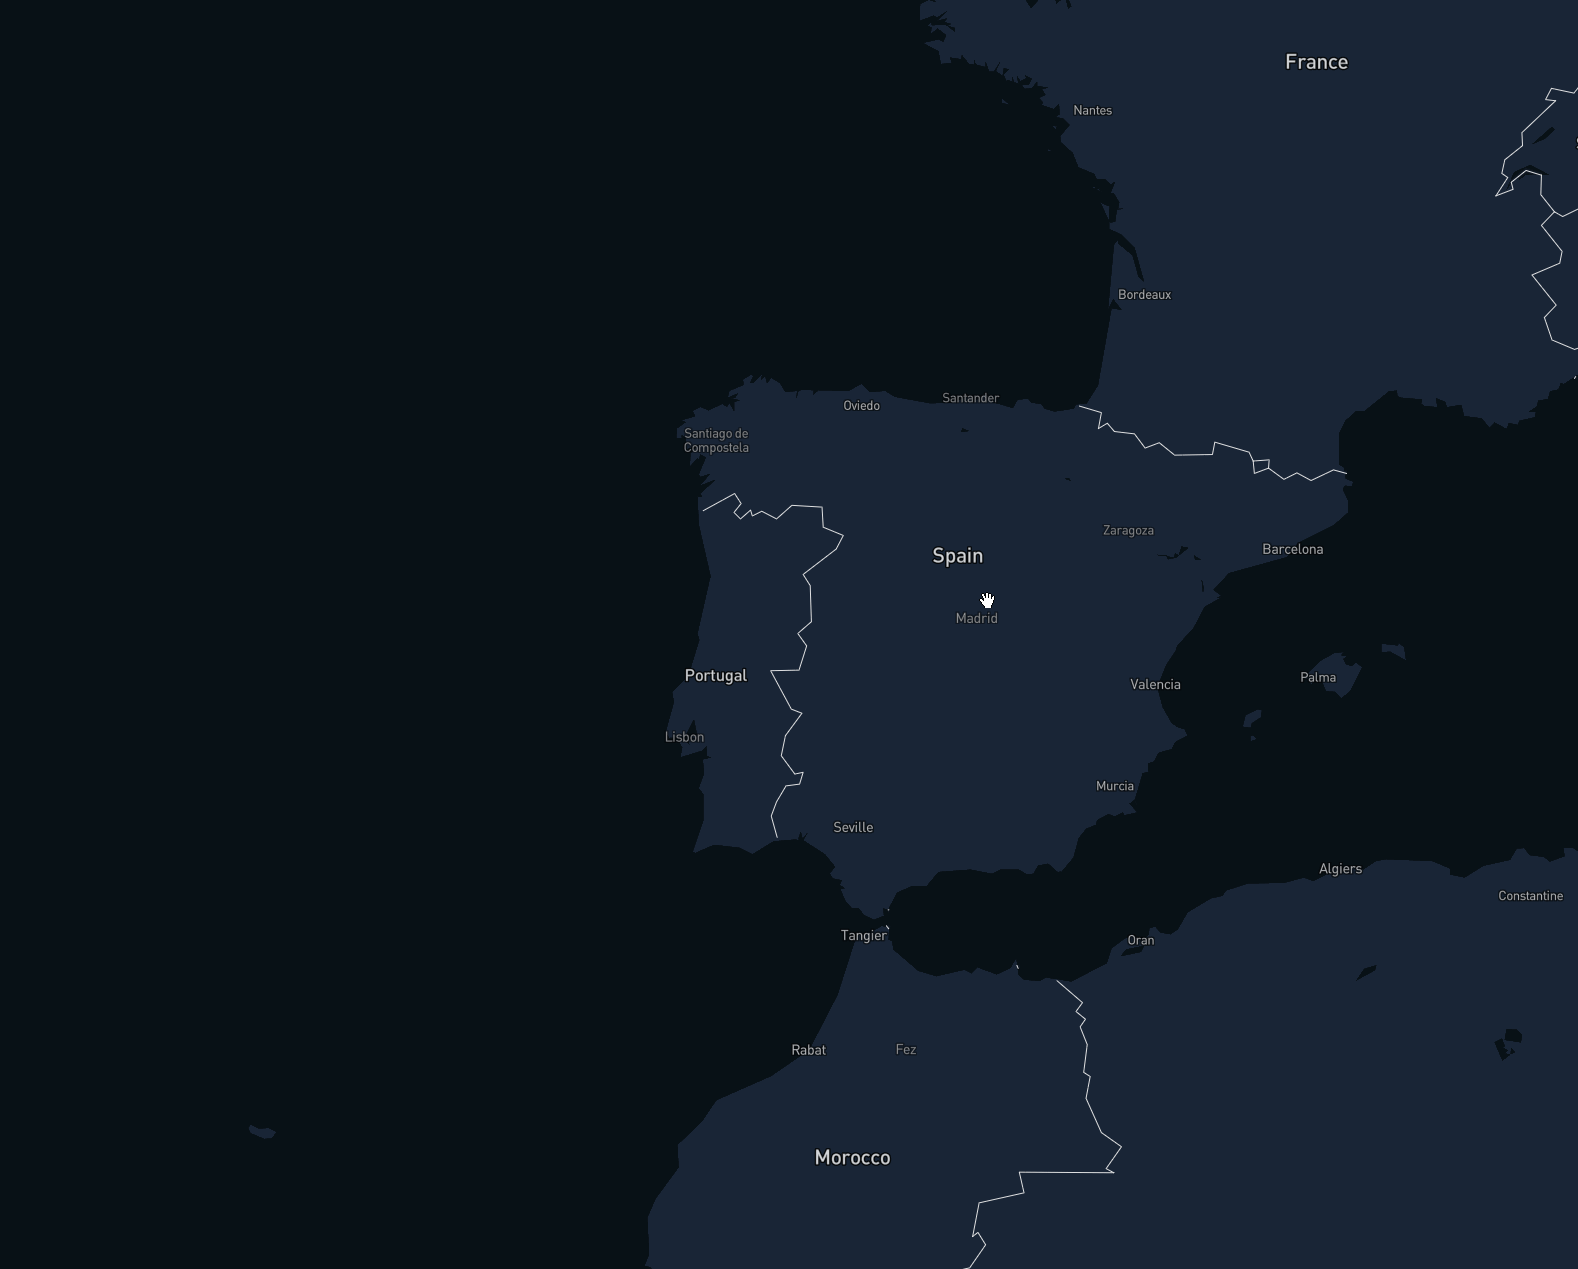 France
Nantes
Bordeaux
Oviedo
Santander
Santiago de
Compostela
Zaragoza
Barcelona
Spain
Madrid
Portugal
Palma
Valencia
Lisbon
Murcia
Seville
Algiers
Constantine
Tangier
Oran
Rabat
Fez
Morocco